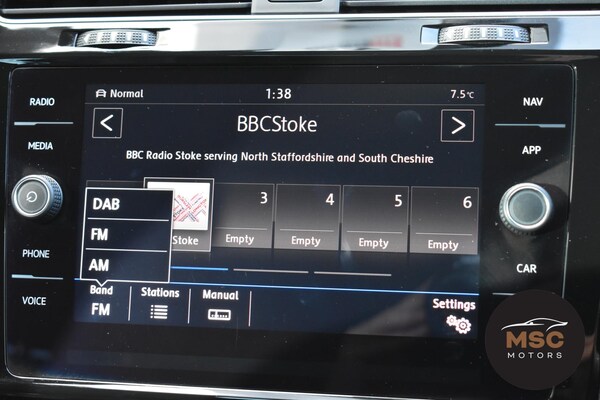 Normal 1:38 7.5°C
RADIO NAV
< BBCStoke >
MEDIA APP
BBC Radio Stoke serving North Staffordshire and South Cheshire
DAB
FM
AM
Stoke
3 Empty
4 Empty
5 Empty
6 Empty
PHONE CAR
VOICE
Band Stations Manual Settings
FM
MSC
MOTORS